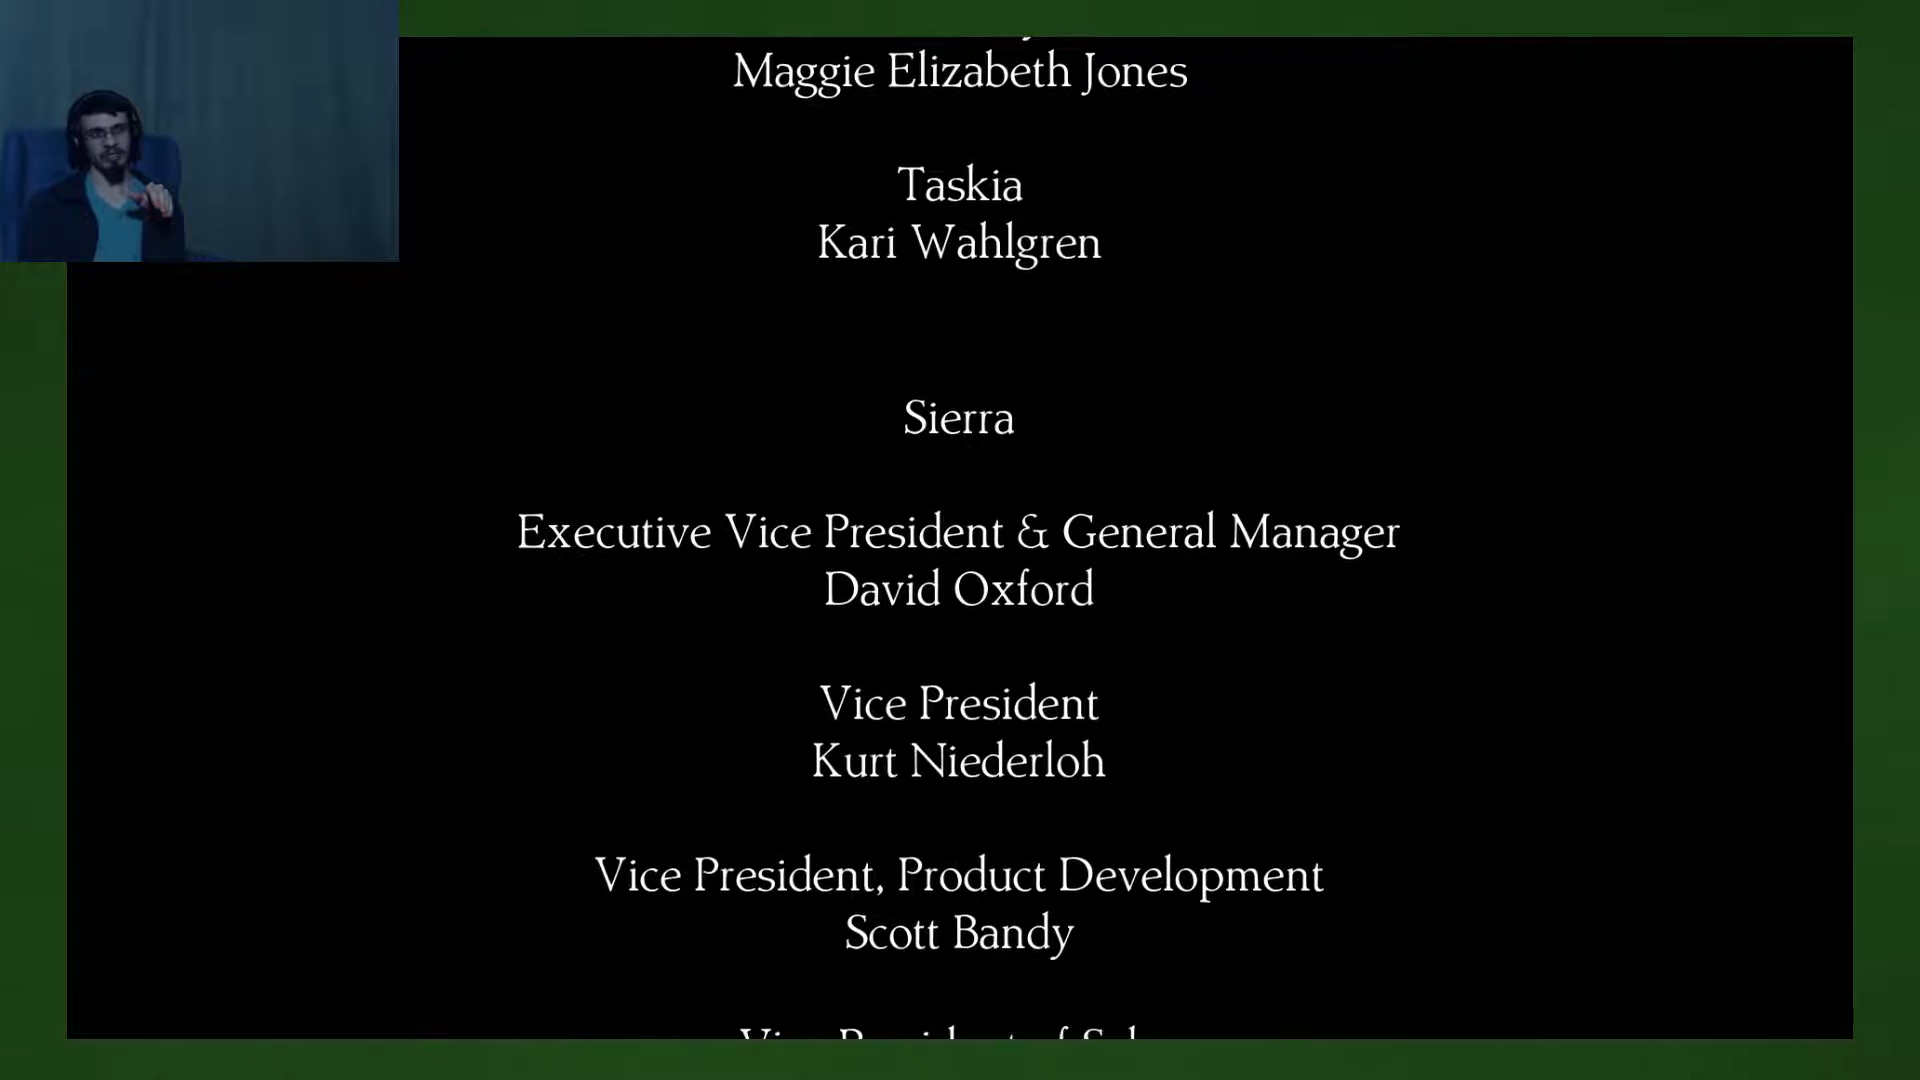 Maggie Elizabeth Jones
Taskia
Kari Wahlgren
Sierra
Executive Vice President & General Manager
David Oxford
Vice President
Kurt Niederloh
Vice President, Product Development
Scott Bandy